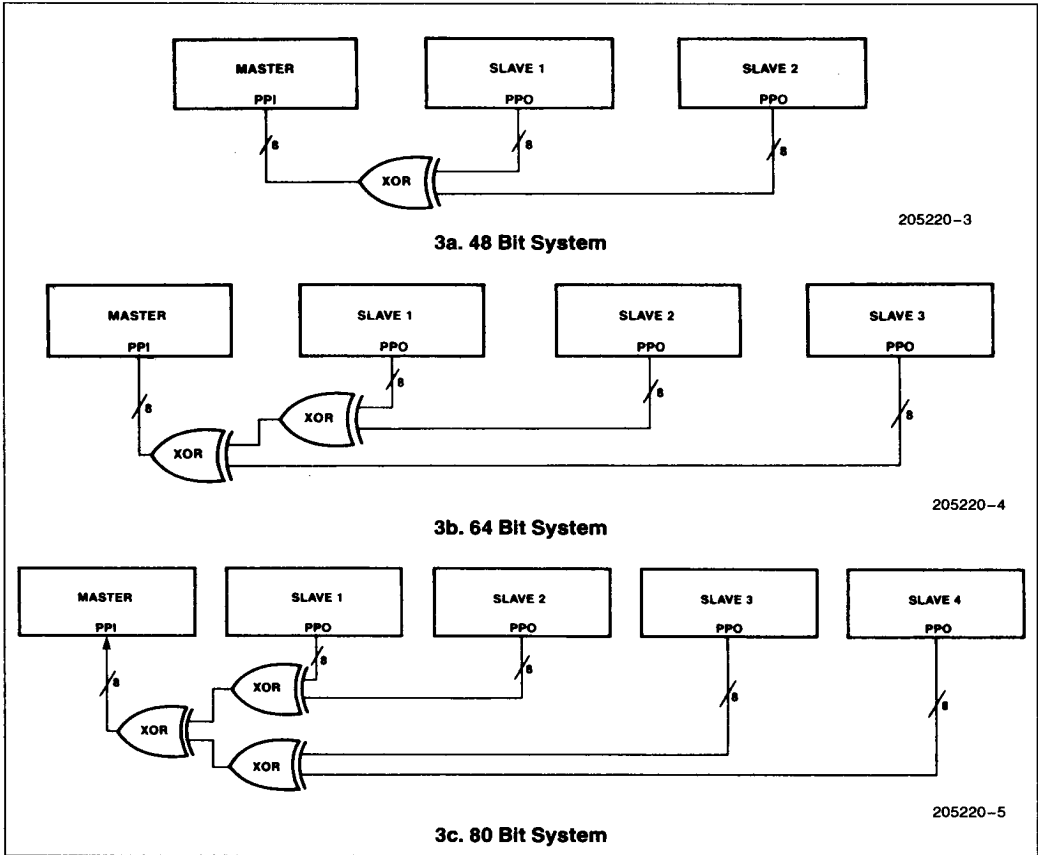 MASTER SLAVE 1 SLAVE 2
PPI PPO PPO
8 8 8
XOR
205220-3
3a. 48 Bit System
MASTER SLAVE 1 SLAVE 2 SLAVE 3
PPI PPO PPO PPO
8 8 8 8
XOR
XOR
205220-4
3b. 64 Bit System
MASTER SLAVE 1 SLAVE 2 SLAVE 3 SLAVE 4
PPI PPO PPO PPO PPO
8 8 8 8 8
XOR
XOR
XOR
205220-5
3c. 80 Bit System